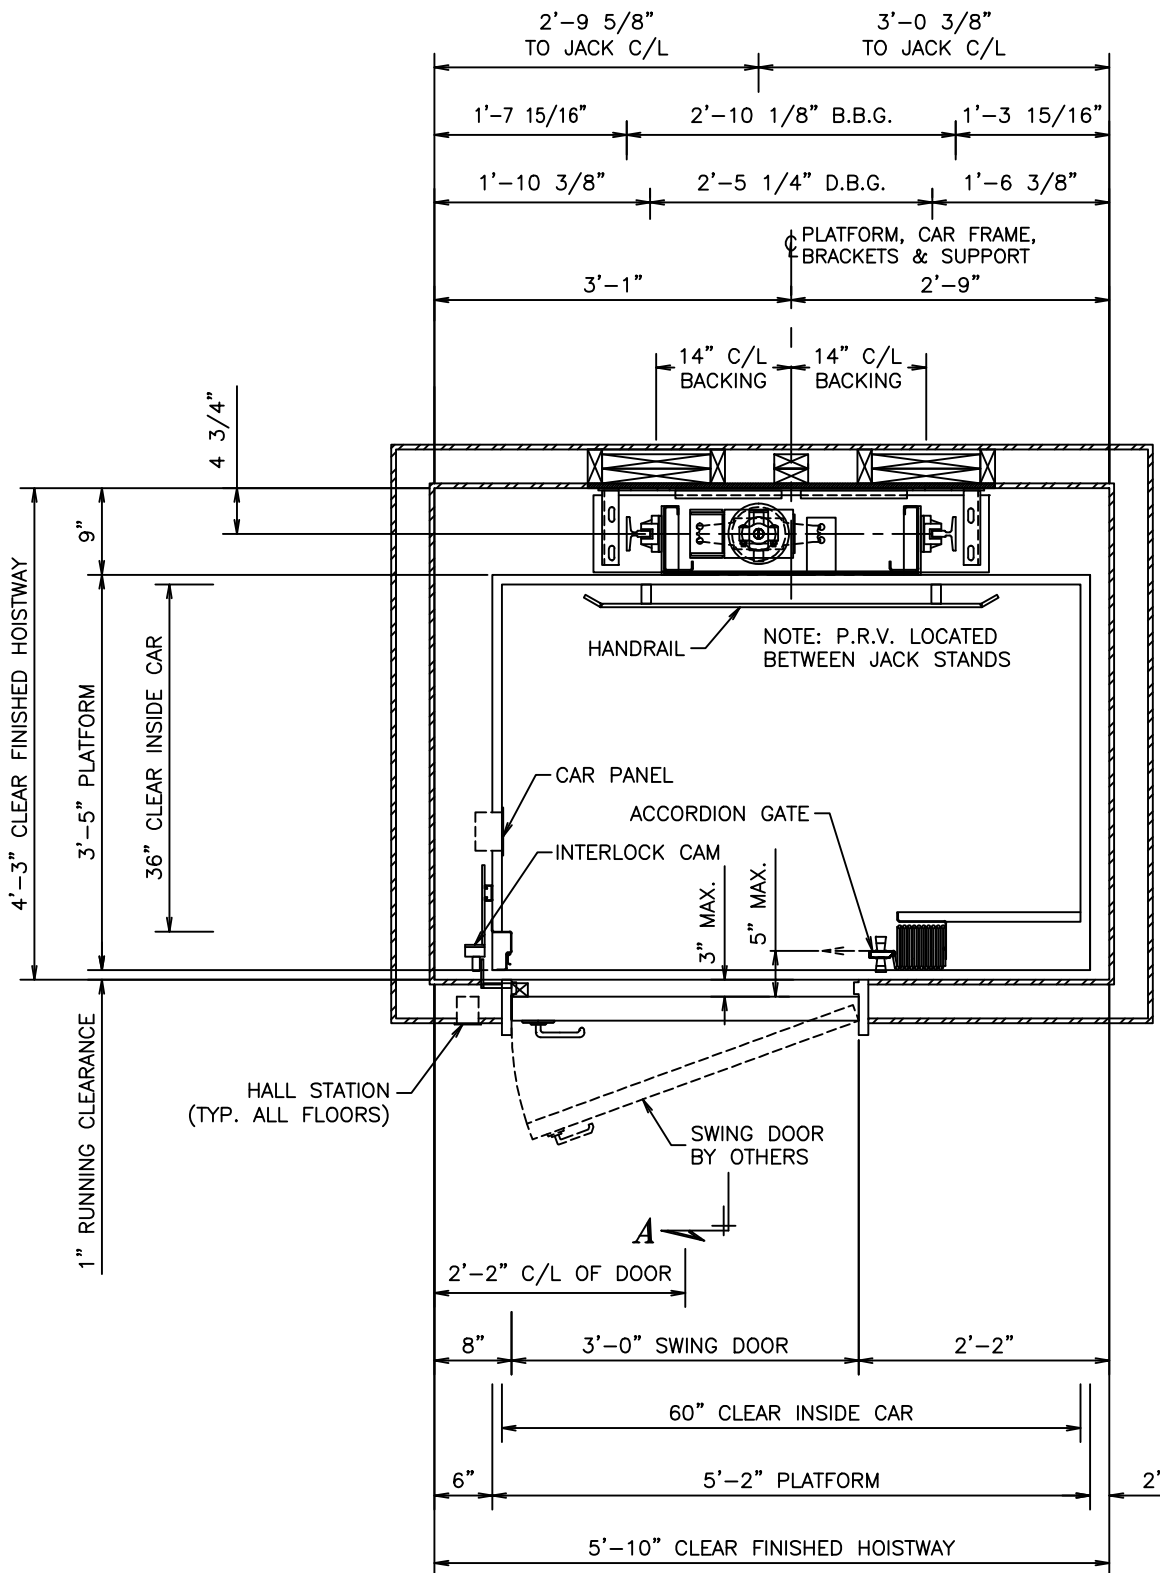 2'-9 5/8"
TO JACK C/L
3'-0 3/8"
TO JACK C/L
1'-7 15/16"
2'-10 1/8" B.B.G.
1'-3 15/16"
1'-10 3/8"
2'-5 1/4" D.B.G.
1'-6 3/8"
℄ PLATFORM, CAR FRAME,
BRACKETS & SUPPORT
3'-1"
2'-9"
14" C/L
BACKING
14" C/L
BACKING
4 3/4"
9"
4'-3" CLEAR FINISHED HOISTWAY
3'-5" PLATFORM
36" CLEAR INSIDE CAR
HANDRAIL
NOTE: P.R.V. LOCATED
BETWEEN JACK STANDS
CAR PANEL
ACCORDION GATE
INTERLOCK CAM
3" MAX.
5" MAX.
1" RUNNING CLEARANCE
HALL STATION
(TYP. ALL FLOORS)
SWING DOOR
BY OTHERS
A
2'-2" C/L OF DOOR
8"
3'-0" SWING DOOR
2'-2"
60" CLEAR INSIDE CAR
6"
5'-2" PLATFORM
2'
5'-10" CLEAR FINISHED HOISTWAY